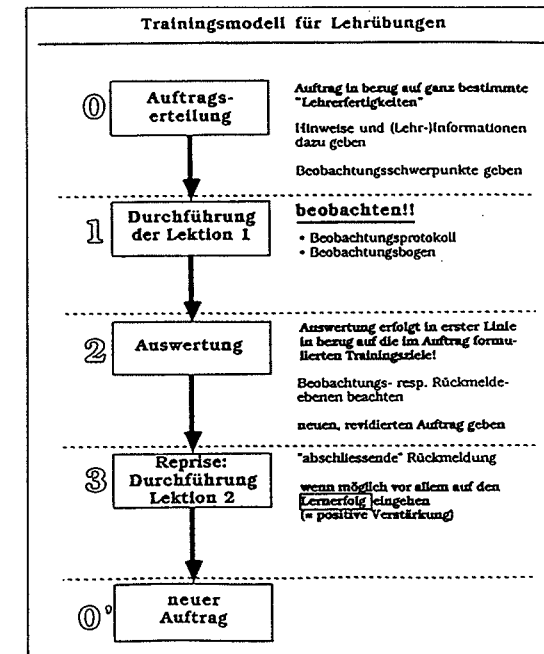 Trainingsmodell für Lehrübungen
0
Auftrags-
erteilung
Auftrag in bezug auf ganz bestimmte
"Lehrerfertigkeiten"
Hinweise und (Lehr-)Informationen
dazu geben
Beobachtungsschwerpunkte geben
1
Durchführung
der Lektion 1
beobachten!!
• Beobachtungsprotokoll
• Beobachtungsbogen
2
Auswertung
Auswertung erfolgt in erster Linie
in bezug auf die im Auftrag formu-
lierten Trainingsziele!
Beobachtungs- resp. Rückmelde-
ebenen beachten
neuen, revidierten Auftrag geben
3
Reprise:
Durchführung
Lektion 2
"abschliessende" Rückmeldung
wenn möglich vor allem auf den
Lernerfolg eingehen
(= positive Verstärkung)
0'
neuer
Auftrag